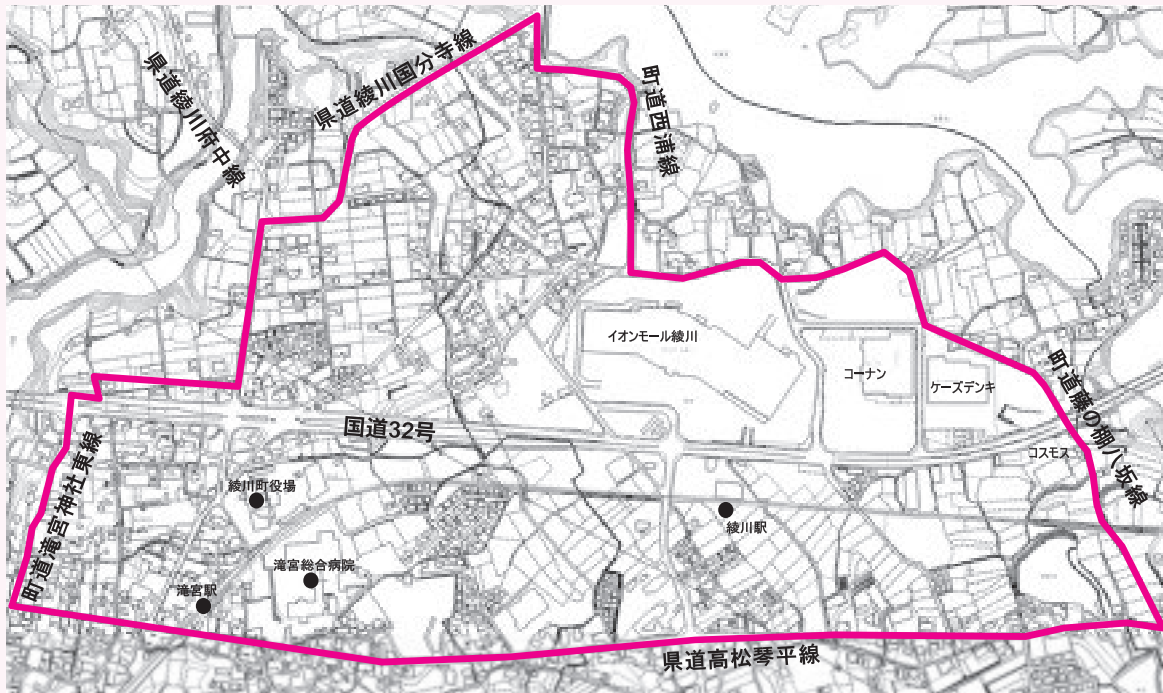 県道綾川府中線
県道綾川国分寺線
町道西浦線
イオンモール綾川
コーナン
ケーズデンキ
町道藤の棚八坂線
国道32号
コスモス
町道滝宮神社東線
綾川町役場
綾川駅
滝宮総合病院
滝宮駅
県道高松琴平線